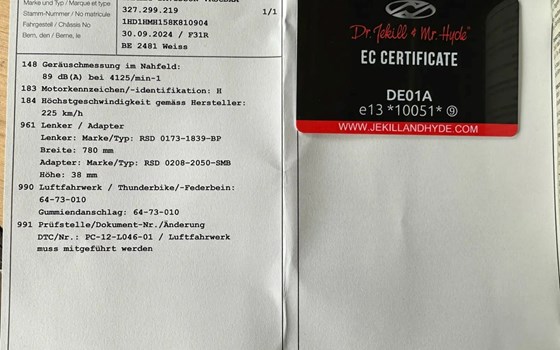 Marke und Typ / Marque et type
Stamm-Nummer / No matricule
327.299.219
1/1
Fahrgestell / Châssis No
1HD1HMH158K810904
Bern, den / Berne, le
30.09.2024 / F31R
BE 2481 Weiss
148 Geräuschmessung im Nahfeld:
89 dB(A) bei 4125/min-1
183 Motorkennzeichen/-identifikation: H
184 Höchstgeschwindigkeit gemäss Hersteller:
225 km/h
961 Lenker / Adapter
Lenker: Marke/Typ: RSD 0173-1839-BP
Breite: 780 mm
Adapter: Marke/Typ: RSD 0208-2050-SMB
Höhe: 38 mm
990 Luftfahrwerk / Thunderbike/-Federbein:
64-73-010
Gummiendanschlag: 64-73-010
991 Prüfstelle/Dokument-Nr./Änderung
DTC/Nr.: PC-12-L046-01 / Luftfahrwerk
muss mitgeführt werden
Dr. Jekill & Mr. Hyde
EC CERTIFICATE
DE01A
e13 *10051* ⑨
WWW.JEKILLANDHYDE.COM